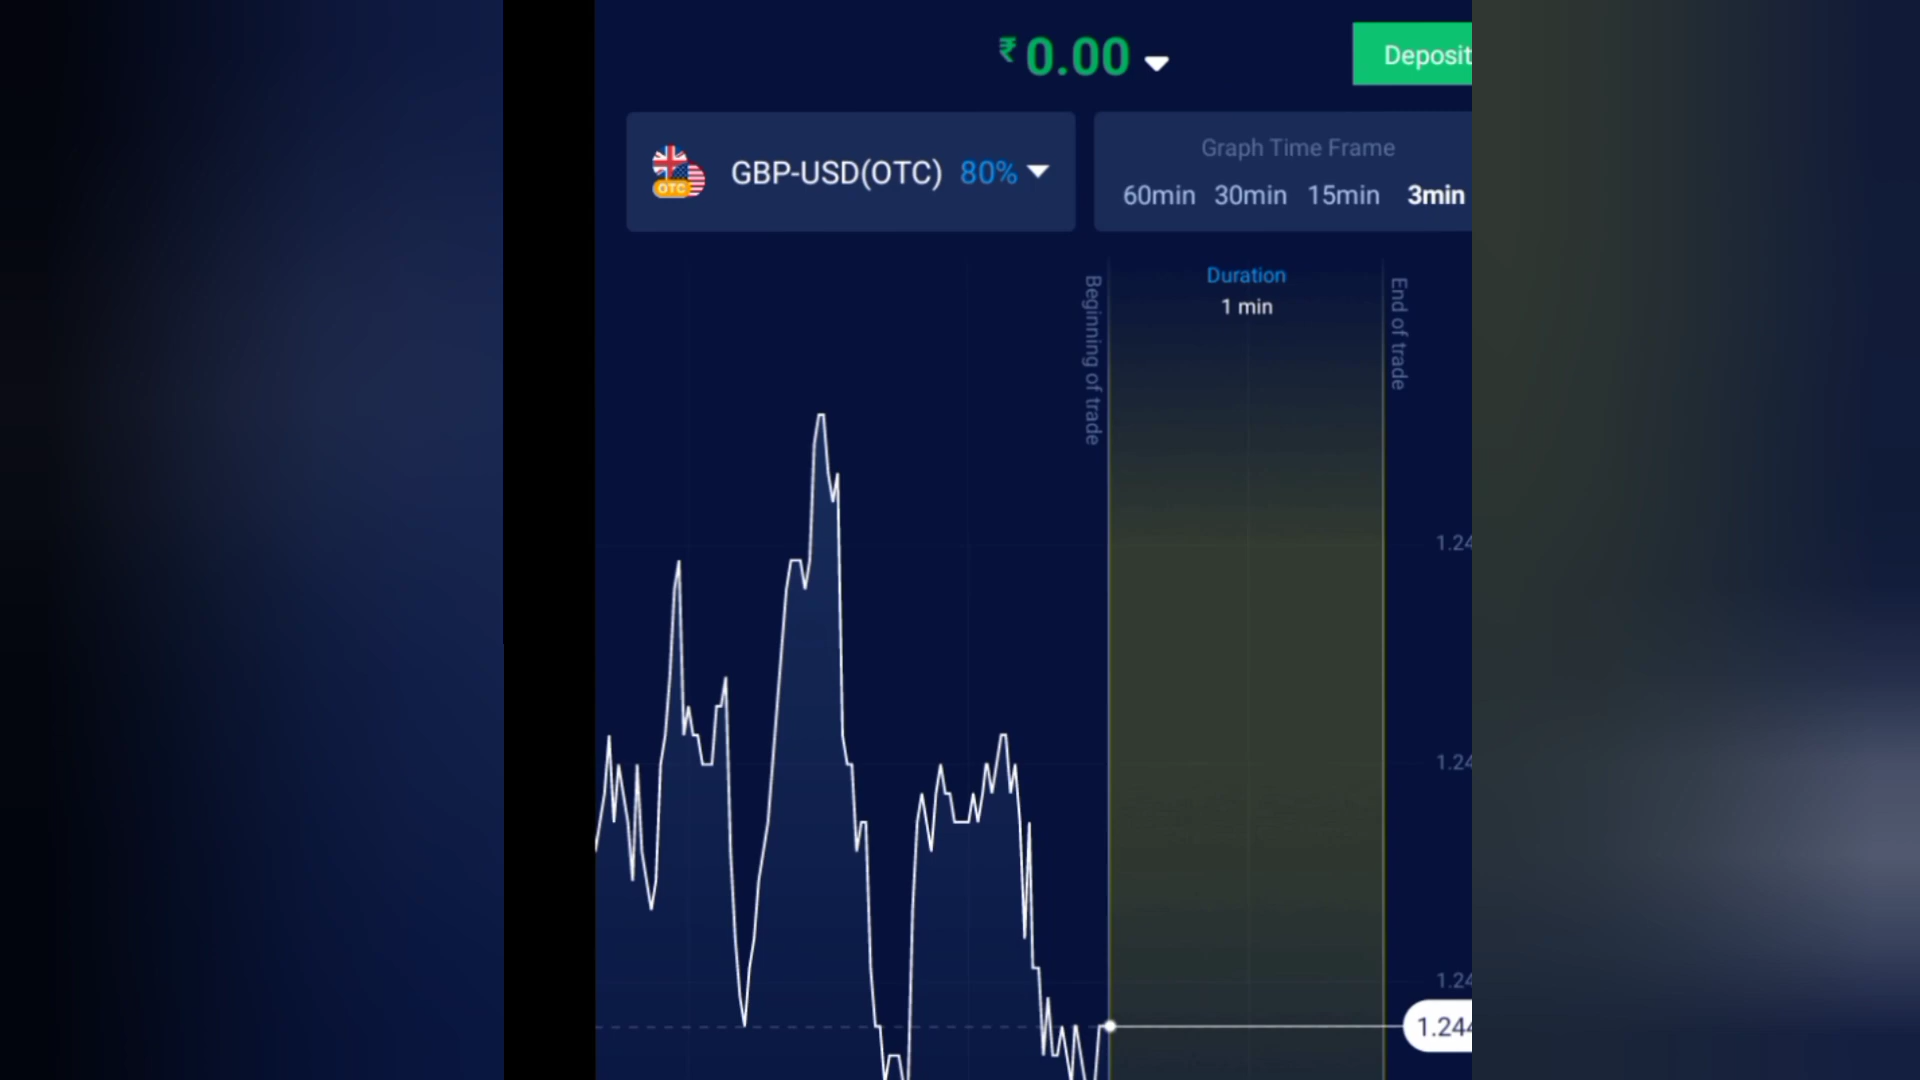 ₹0.00
Deposit
OTC
GBP-USD(OTC) 80%
Graph Time Frame
60min 30min 15min 3min
Beginning of trade
Duration
1 min
End of trade
1.24
1.24
1.24
1.244